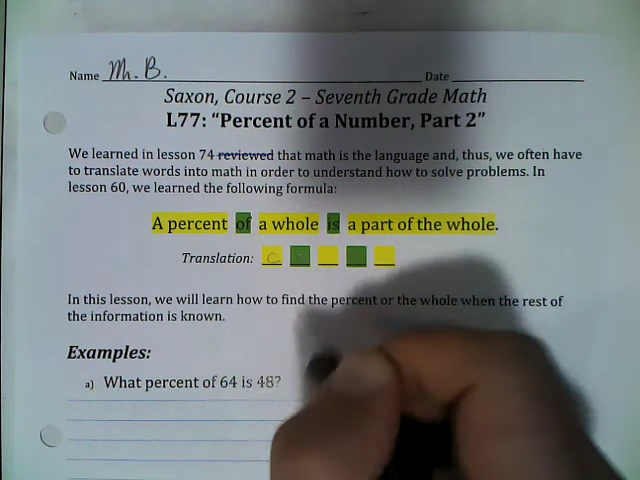 Name Mr. B. Date
Saxon, Course 2 – Seventh Grade Math
L77: “Percent of a Number, Part 2”
We learned in lesson 74 reviewed that math is the language and, thus, we often have
to translate words into math in order to understand how to solve problems. In
lesson 60, we learned the following formula:
A percent of a whole is a part of the whole.
Translation:
In this lesson, we will learn how to find the percent or the whole when the rest of
the information is known.
Examples:
a) What percent of 64 is 48?